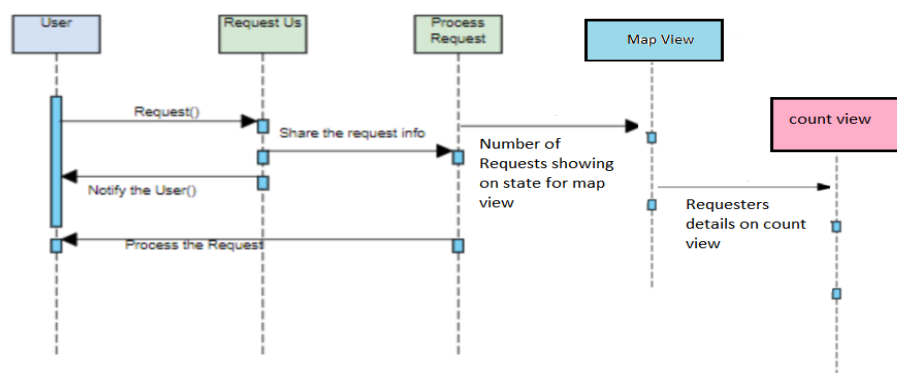 User
Request Us
Process
Request
Map View
count view
Request()
Share the request info
Number of
Requests showing
on state for map
view
Notify the User()
Requesters
details on count
view
Process the Request